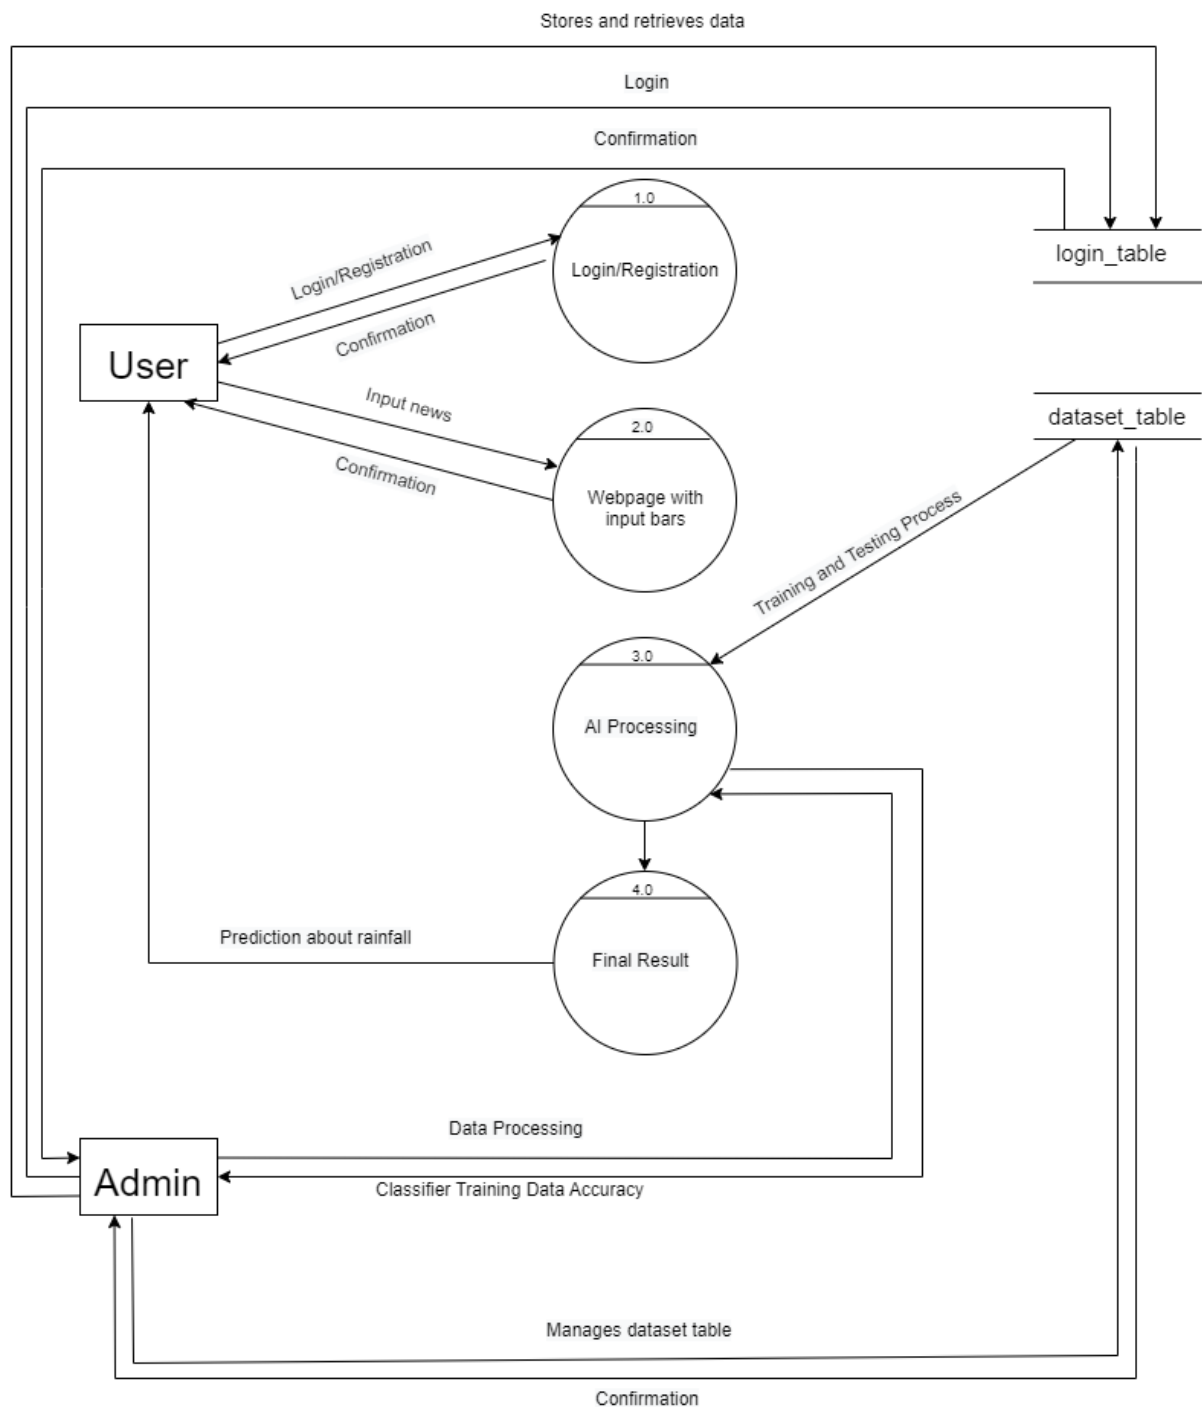 Stores and retrieves data
Login
Confirmation
1.0
Login/Registration
login_table
Login/Registration
Confirmation
User
Input news
Confirmation
2.0
Webpage with
input bars
dataset_table
Training and Testing Process
3.0
AI Processing
4.0
Final Result
Prediction about rainfall
Data Processing
Admin
Classifier Training Data Accuracy
Manages dataset table
Confirmation